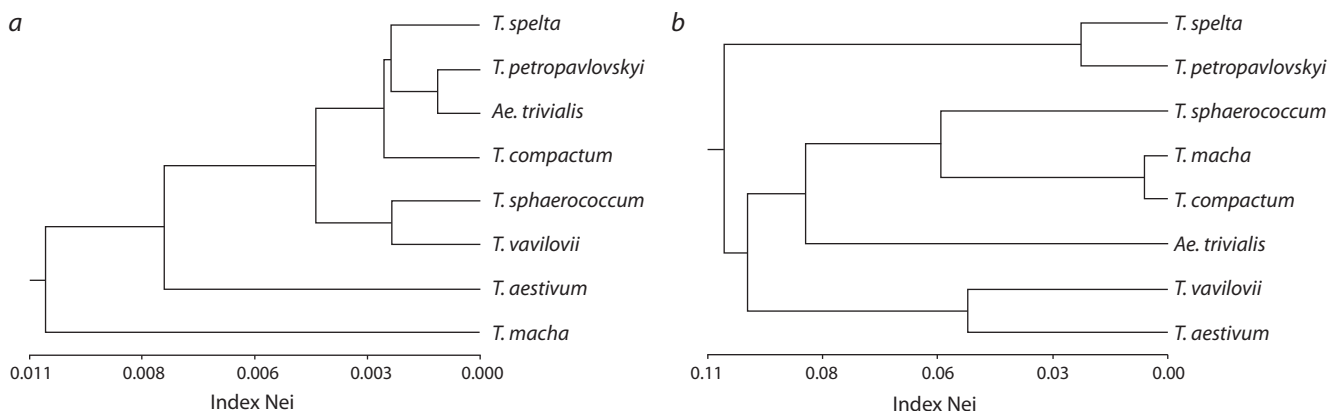 a
T. spelta
T. petropavlovskyi
Ae. trivialis
T. compactum
T. sphaerococcum
T. vavilovii
T. aestivum
T. macha
0.011 0.008 0.006 0.003 0.000
Index Nei
b
T. spelta
T. petropavlovskyi
T. sphaerococcum
T. macha
T. compactum
Ae. trivialis
T. vavilovii
T. aestivum
0.11 0.08 0.06 0.03 0.00
Index Nei